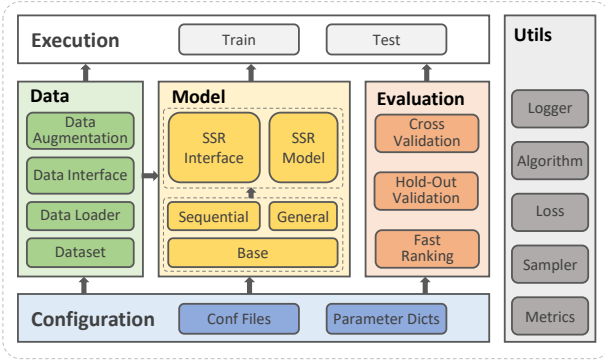 Execution
Train
Test
Utils
Data
Data
Augmentation
Data Interface
Data Loader
Dataset
Model
SSR
Interface
SSR
Model
Sequential
General
Base
Evaluation
Cross
Validation
Hold-Out
Validation
Fast
Ranking
Logger
Algorithm
Loss
Sampler
Metrics
Configuration
Conf Files
Parameter Dicts